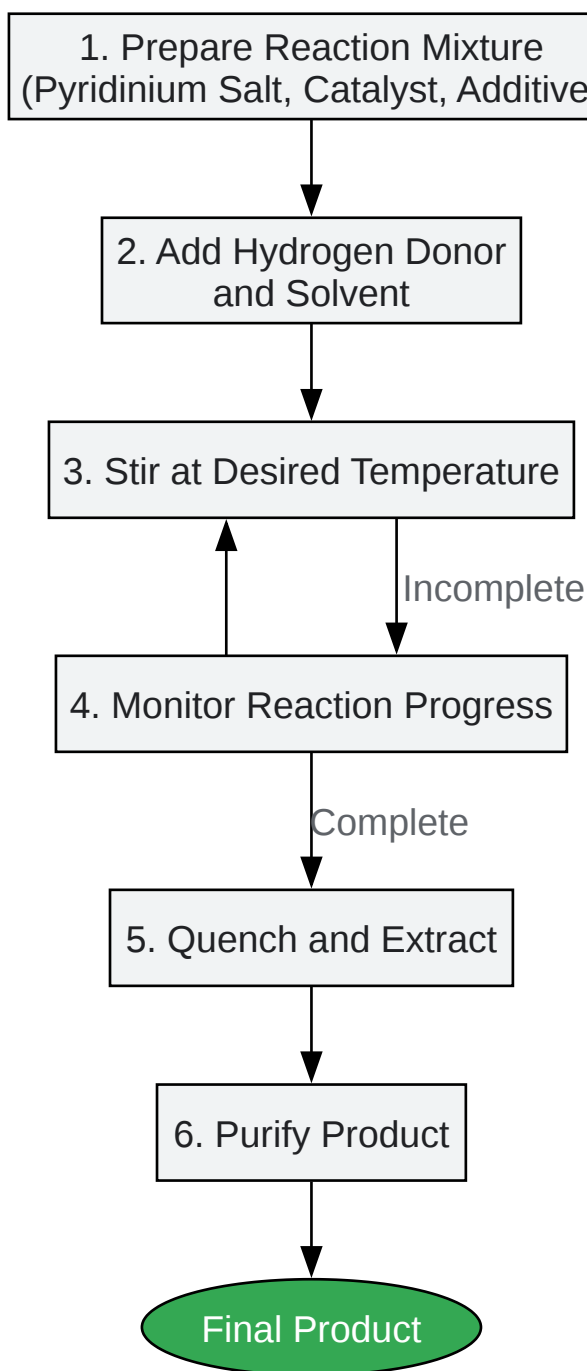 1. Prepare Reaction Mixture
(Pyridinium Salt, Catalyst, Additive
2. Add Hydrogen Donor
and Solvent
3. Stir at Desired Temperature
Incomplete
4. Monitor Reaction Progress
Complete
5. Quench and Extract
6. Purify Product
Final Product